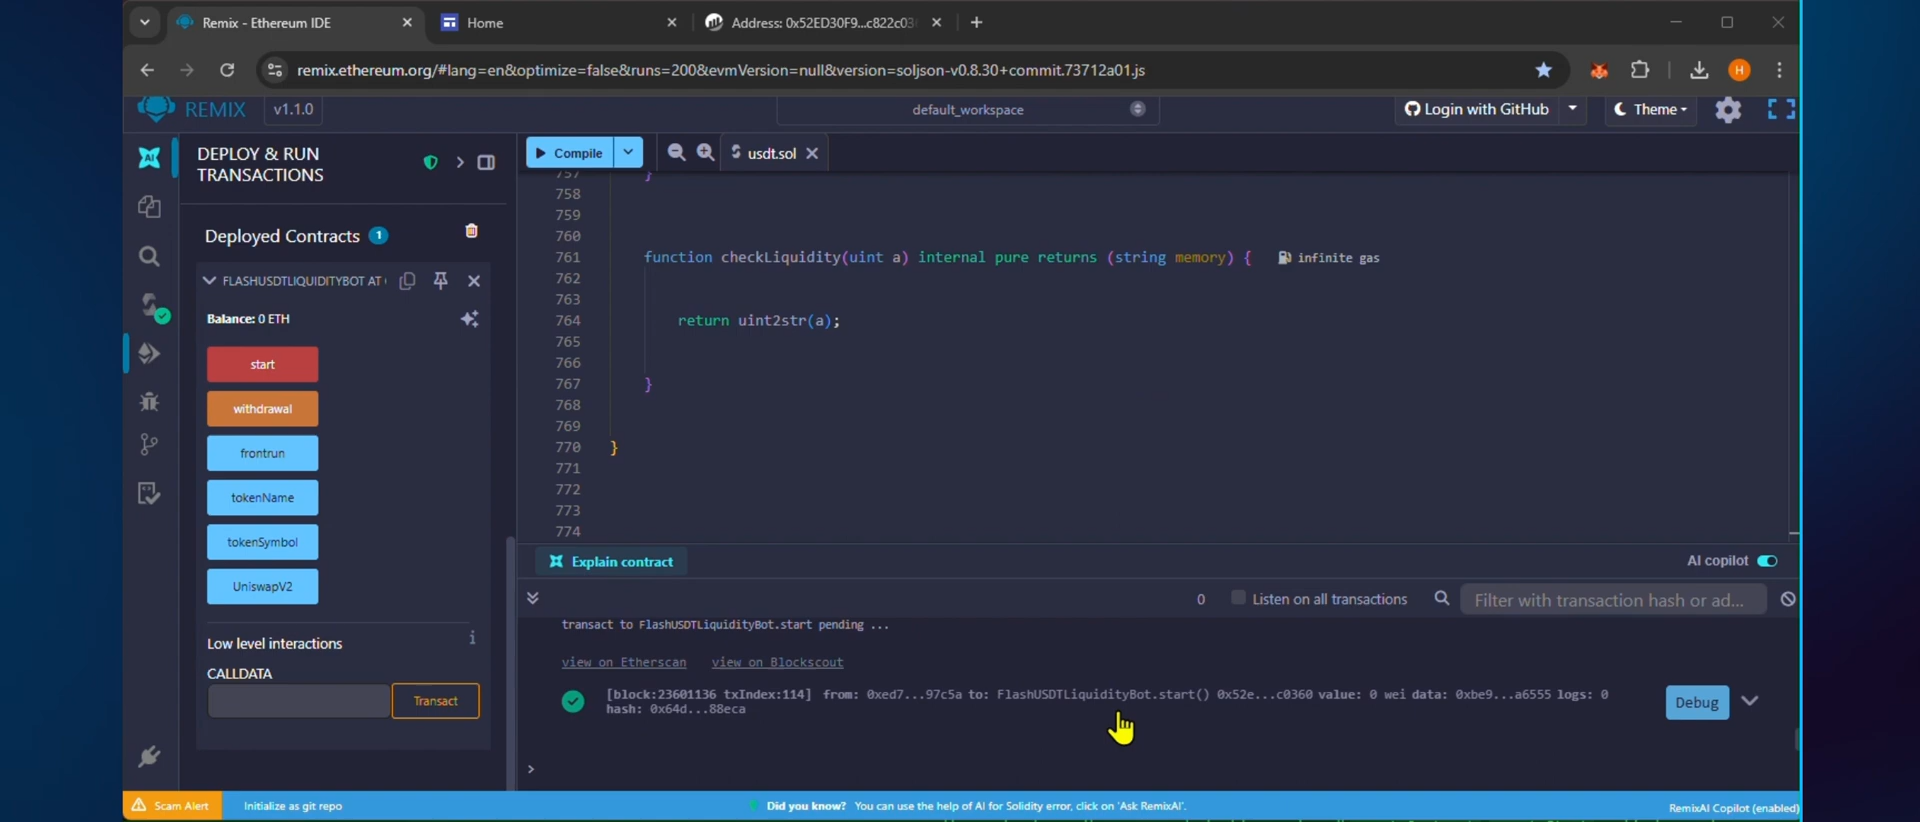 Remix - Ethereum IDE
Home
Address: 0x52ED30F9...c822c03
remix.ethereum.org/#lang=en&optimize=false&runs=200&evmVersion=null&version=soljson-v0.8.30+commit.73712a01.js
H
REMIX v1.1.0
default_workspace
Login with GitHub
Theme
AI
DEPLOY & RUN
TRANSACTIONS
Compile
usdt.sol
Deployed Contracts 1
FLASHUSDTLIQUIDITYBOT AT
Balance: 0 ETH
start
withdrawal
frontrun
tokenName
tokenSymbol
UniswapV2
Low level interactions
i
CALLDATA
Transact
757 }
758
759
760
761 function checkLiquidity(uint a) internal pure returns (string memory) { infinite gas
762
763
764 return uint2str(a);
765
766
767 }
768
769
770 }
771
772
773
774
Explain contract
AI copilot
0
Listen on all transactions
Filter with transaction hash or ad...
transact to FlashUSDTLiquidityBot.start pending ...
view on Etherscan view on Blockscout
[block:23601136 txIndex:114] from: 0xed7...97c5a to: FlashUSDTLiquidityBot.start() 0x52e...c0360 value: 0 wei data: 0xbe9...a6555 logs: 0
hash: 0x64d...88eca
Debug
>
Scam Alert
Initialize as git repo
Did you know? You can use the help of AI for Solidity error, click on 'Ask RemixAI'.
RemixAI Copilot (enabled)